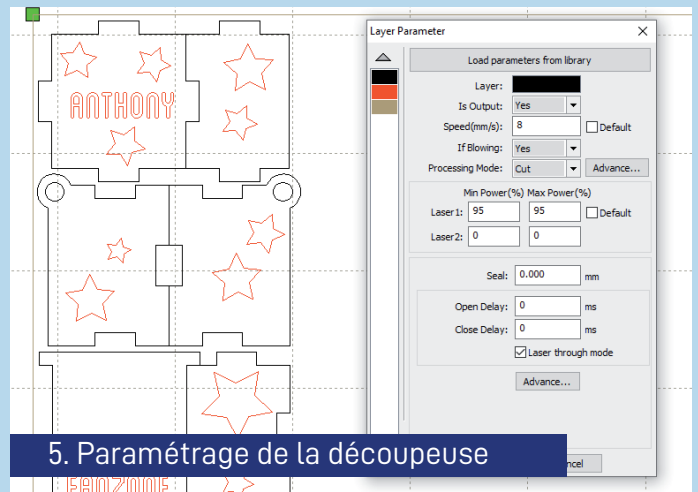 ANTHONY
Layer Parameter
Load parameters from library
Layer:
Is Output: Yes
Speed(mm/s): 8 Default
If Blowing: Yes
Processing Mode: Cut Advance...
Min Power(%) Max Power(%)
Laser1: 95 95 Default
Laser2: 0 0
Seal: 0.000 mm
Open Delay: 0 ms
Close Delay: 0 ms
Laser through mode
Advance...
5. Paramétrage de la découpeuse
ncel
FANZONE